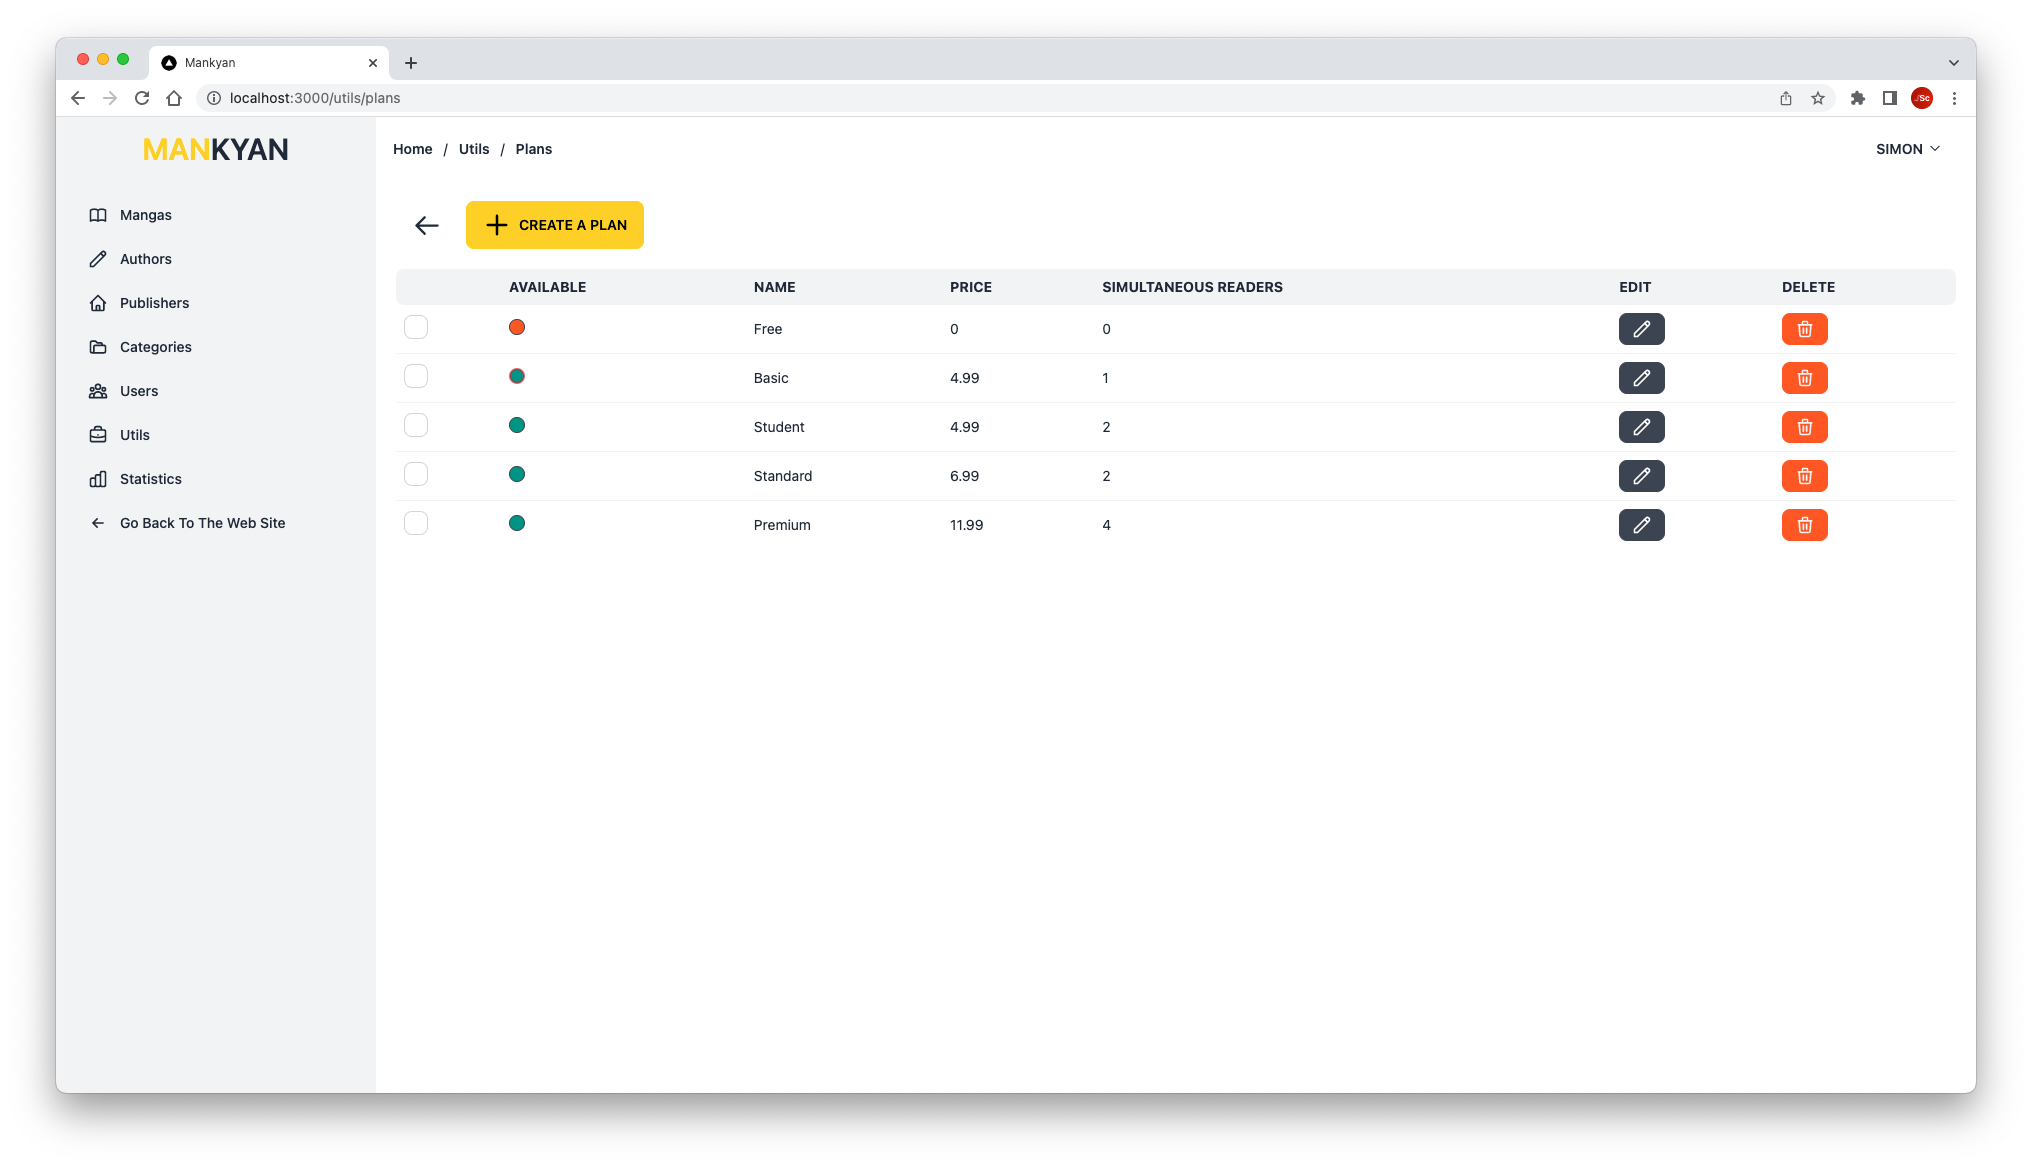 Mankyan
localhost:3000/utils/plans
./Sc
MANKYAN
Home / Utils / Plans
SIMON
Mangas
Authors
Publishers
Categories
Users
Utils
Statistics
Go Back To The Web Site
CREATE A PLAN
AVAILABLE NAME PRICE SIMULTANEOUS READERS EDIT DELETE
Free 0 0
Basic 4.99 1
Student 4.99 2
Standard 6.99 2
Premium 11.99 4